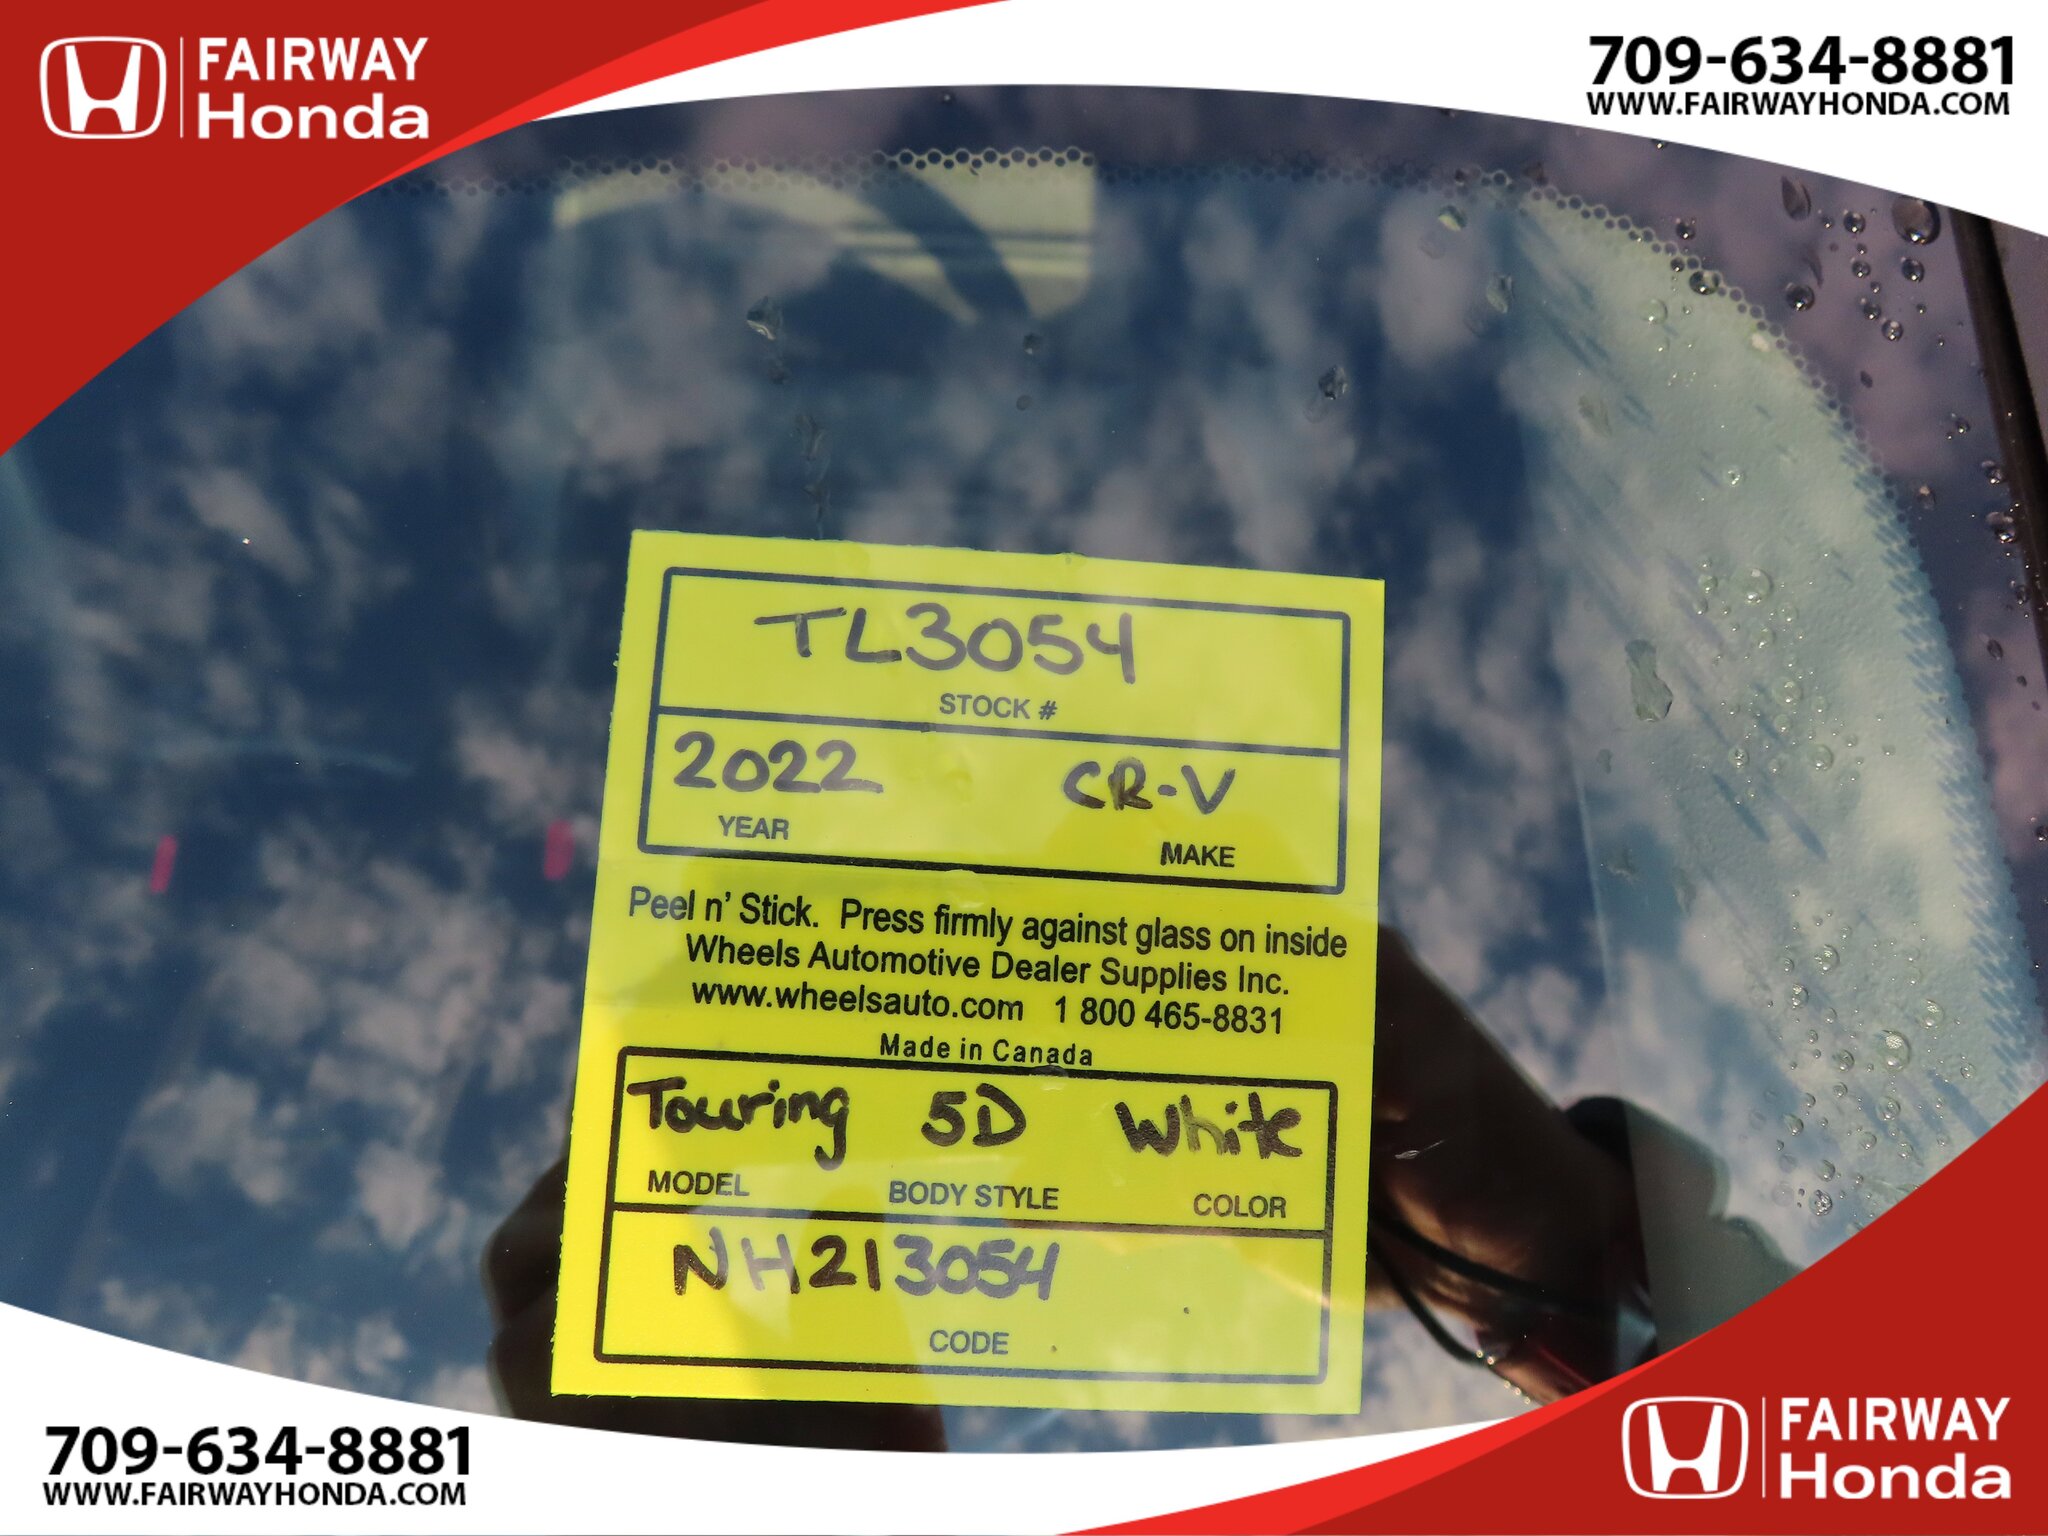 FAIRWAY
Honda
709-634-8881
WWW.FAIRWAYHONDA.COM
TL3054
STOCK #
2022 CR-V
YEAR MAKE
Peel n' Stick. Press firmly against glass on inside
Wheels Automotive Dealer Supplies Inc.
www.wheelsauto.com 1 800 465-8831
Made in Canada
Touring 5D White
MODEL BODY STYLE COLOR
NH213054
CODE
709-634-8881
WWW.FAIRWAYHONDA.COM
FAIRWAY
Honda